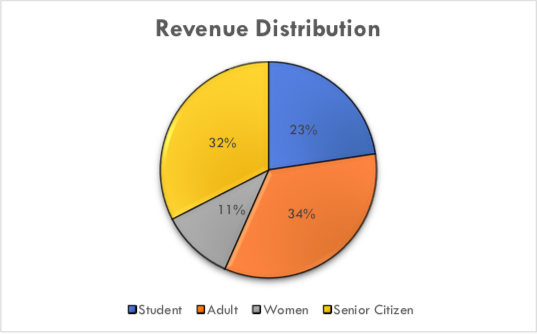 Revenue Distribution
23%
32%
11%
34%
Student Adult Women Senior Citizen